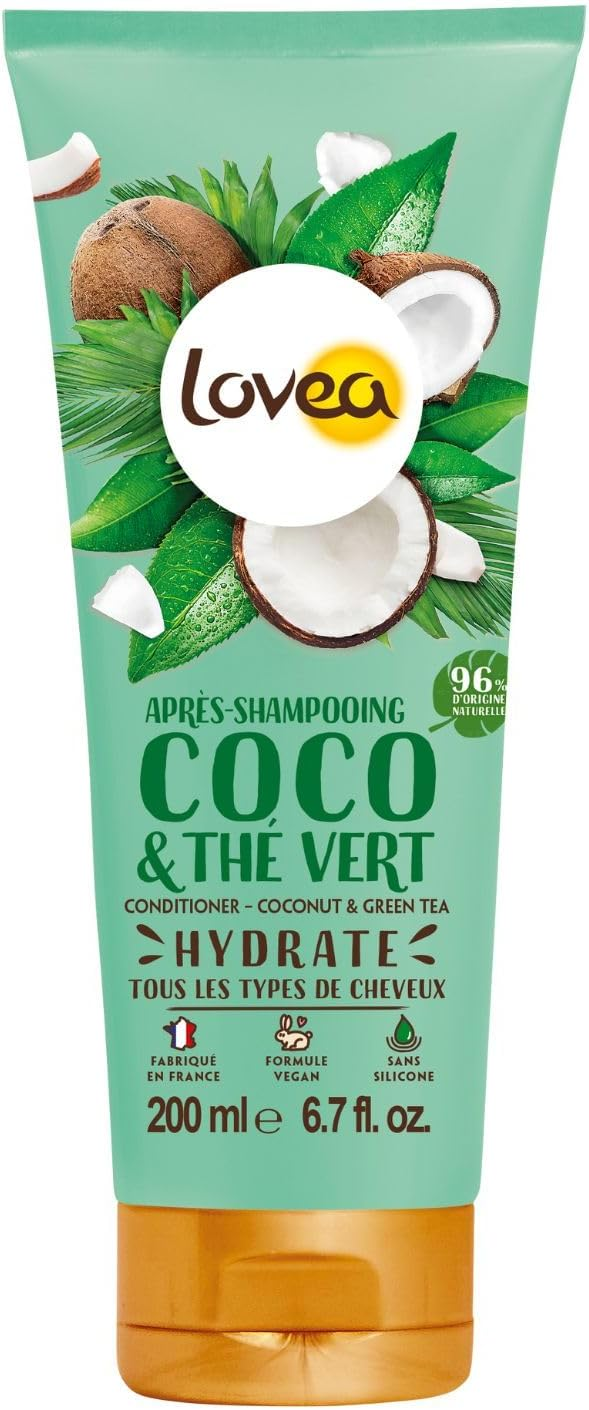 Lovea
96%
D'ORIGINE
NATURELLE
APRÈS-SHAMPOOING
COCO
& THÉ VERT
CONDITIONER - COCONUT & GREEN TEA
HYDRATE
TOUS LES TYPES DE CHEVEUX
FABRIQUÉ
EN FRANCE
FORMULE
VEGAN
SANS
SILICONE
200 ml e 6.7 fl. oz.